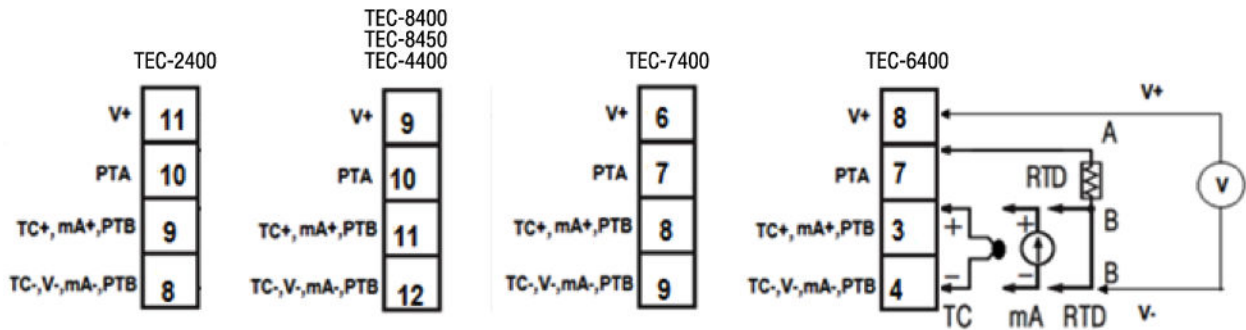 TEC-8400
TEC-8450
TEC-2400 TEC-4400 TEC-7400 TEC-6400
V+ 11 V+ 9 V+ 6 V+ 8 V+
A
PTA 10 PTA 10 PTA 7 PTA 7 RTD V
TC+, mA+,PTB 9 TC+, mA+,PTB 11 TC+, mA+,PTB 8 TC+, mA+,PTB 3 + + B
TC-,V-,mA-,PTB 8 TC-,V-,mA-,PTB 12 TC-,V-,mA-,PTB 9 TC-,V-,mA-,PTB 4 - - B
TC mA RTD V-